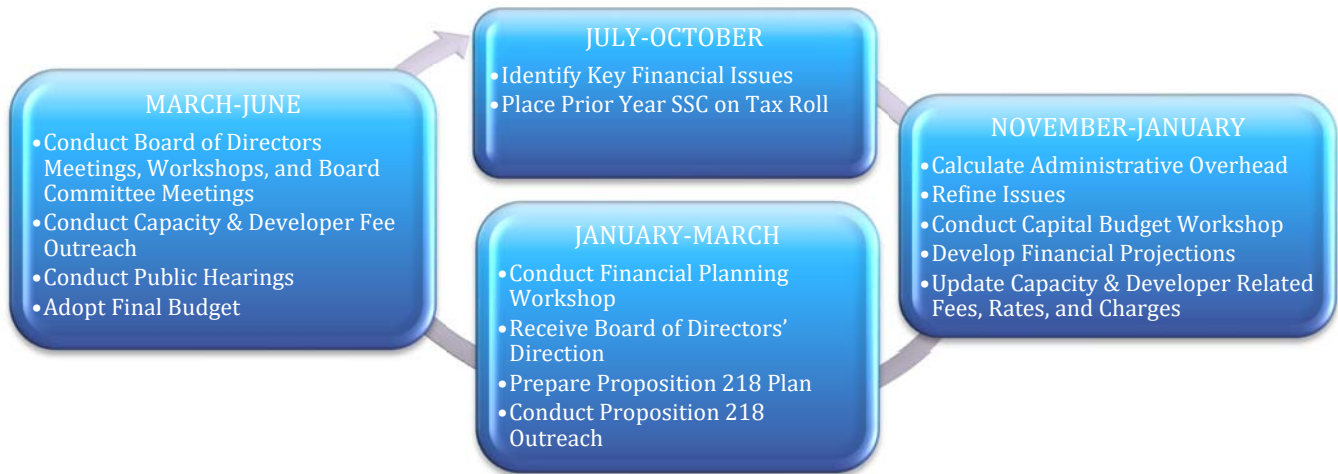 JULY-OCTOBER
•Identify Key Financial Issues
•Place Prior Year SSC on Tax Roll
NOVEMBER-JANUARY
•Calculate Administrative Overhead
•Refine Issues
•Conduct Capital Budget Workshop
•Develop Financial Projections
•Update Capacity & Developer Related
Fees, Rates, and Charges
JANUARY-MARCH
•Conduct Financial Planning
Workshop
•Receive Board of Directors’
Direction
•Prepare Proposition 218 Plan
•Conduct Proposition 218
Outreach
MARCH-JUNE
•Conduct Board of Directors
Meetings, Workshops, and Board
Committee Meetings
•Conduct Capacity & Developer Fee
Outreach
•Conduct Public Hearings
•Adopt Final Budget